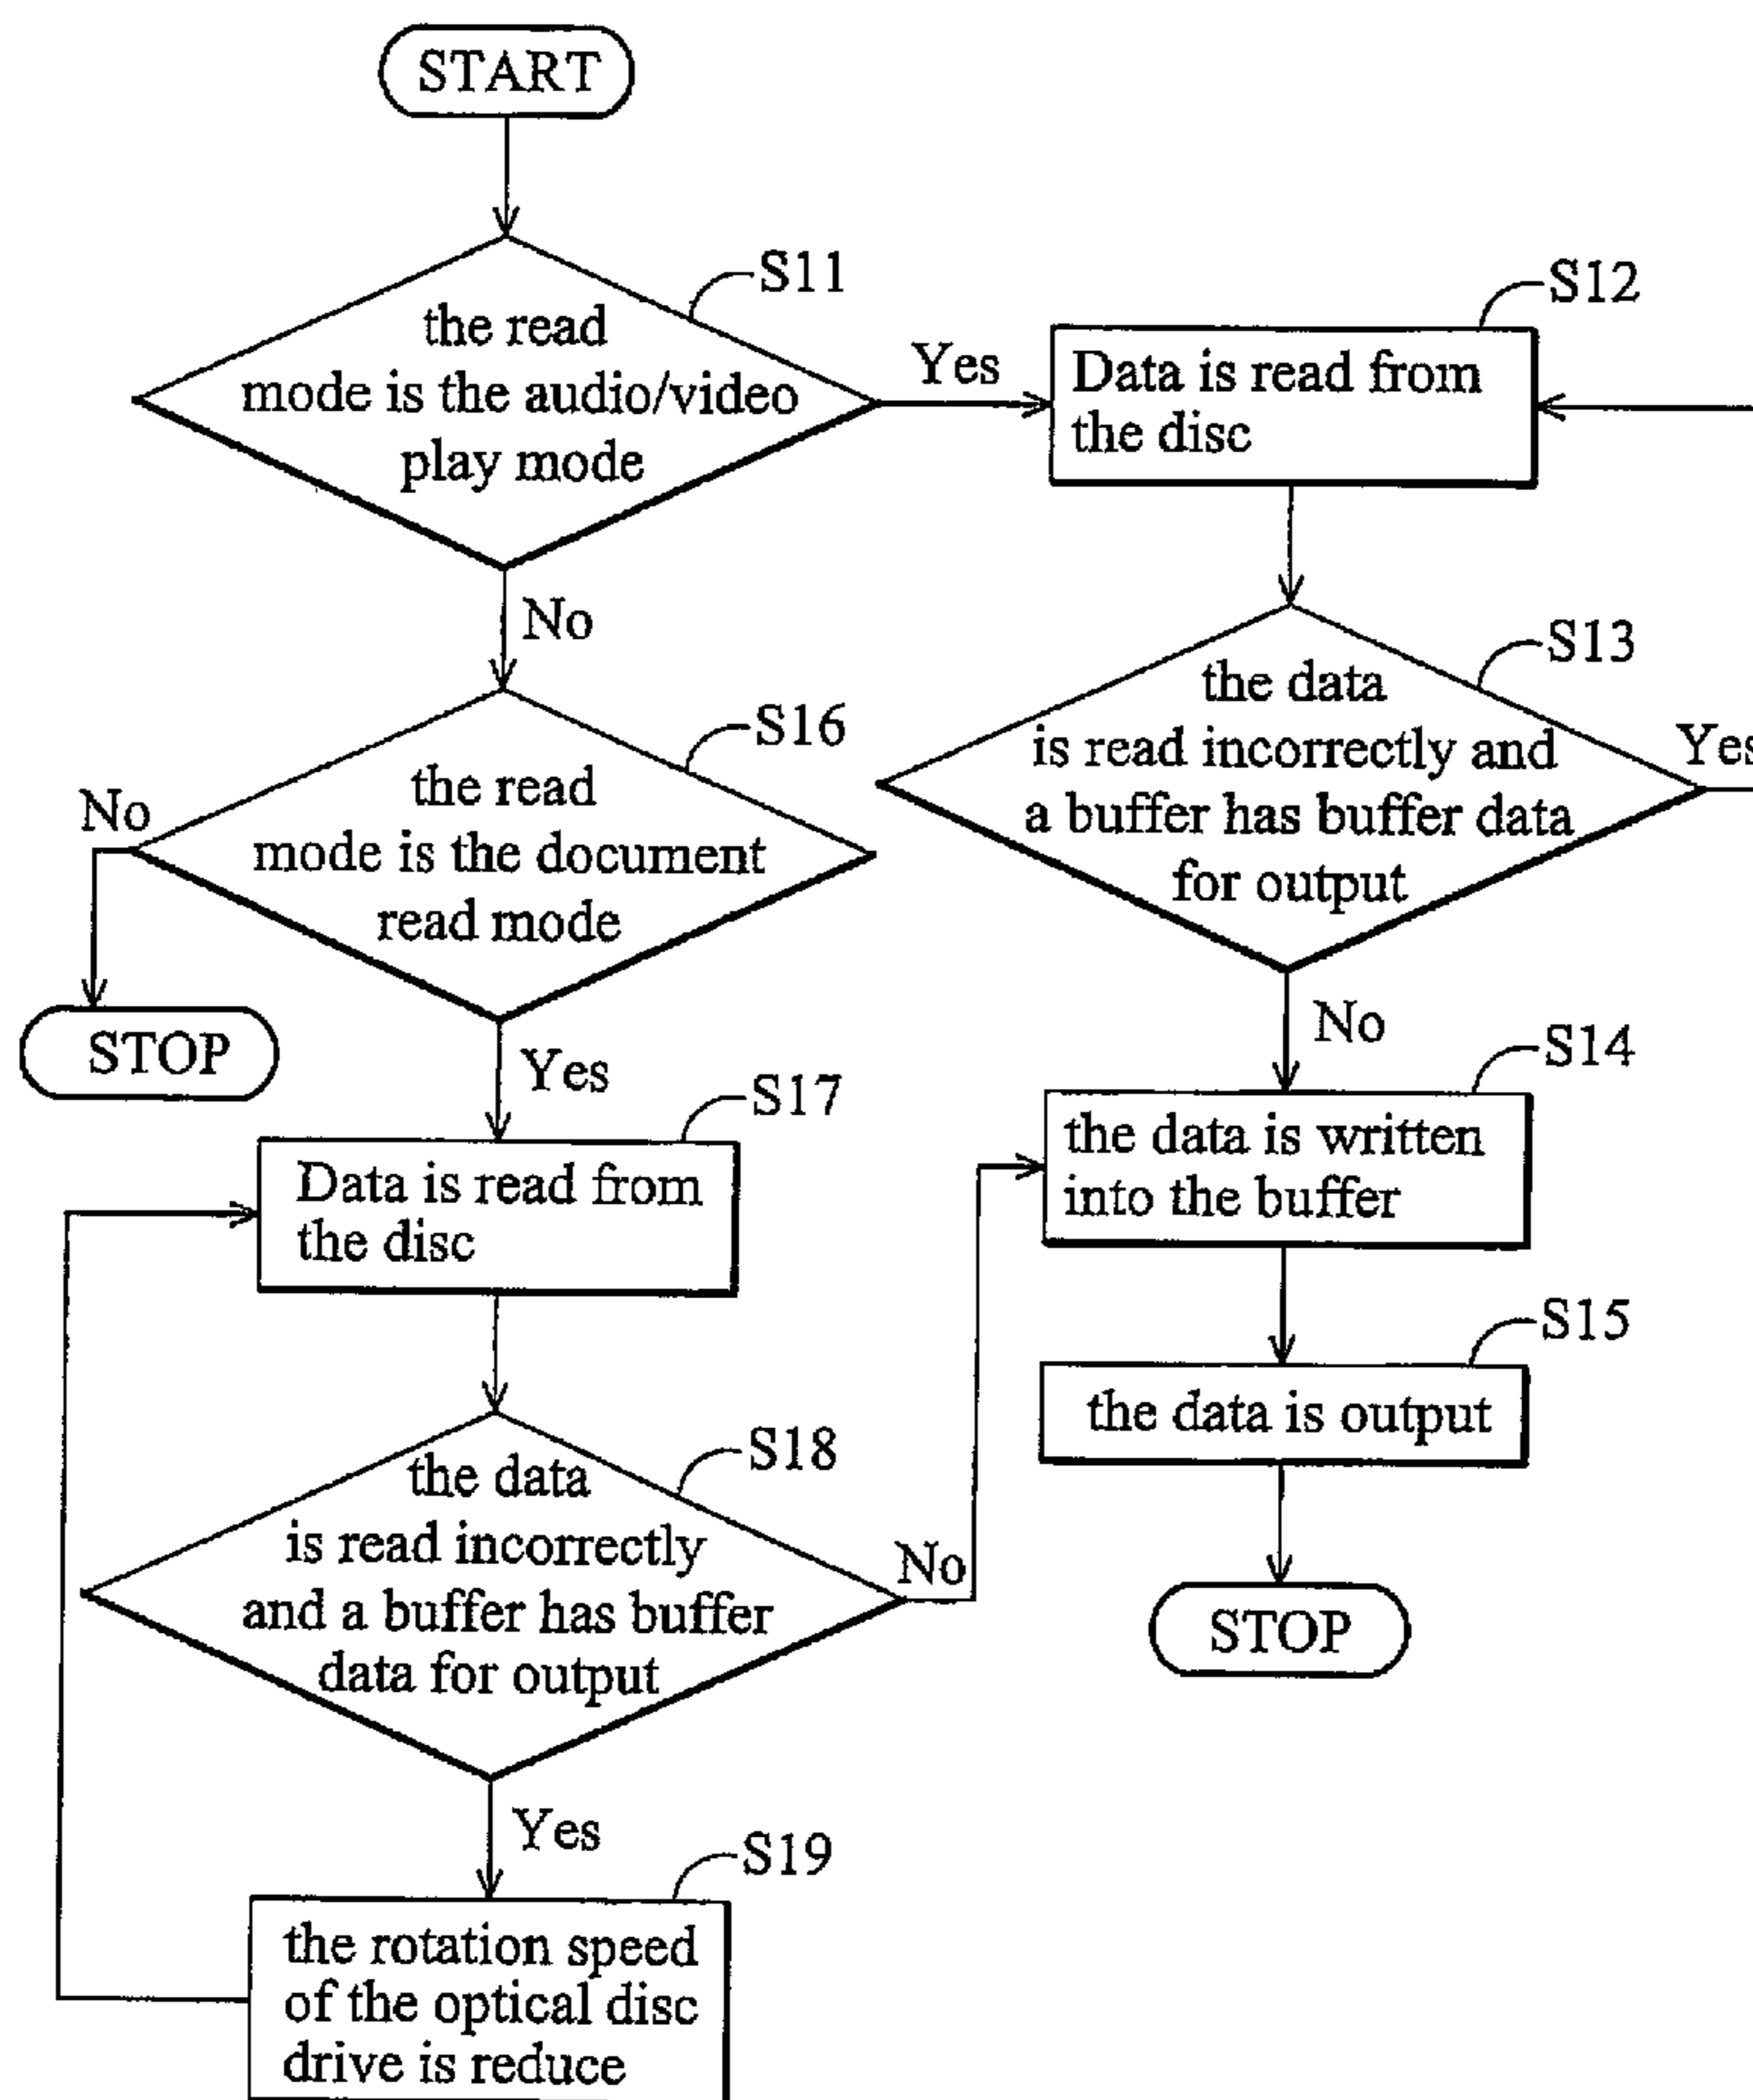 START
S11
the read
mode is the audio/video
play mode
Yes
No
S12
Data is read from
the disc
S13
the data
is read incorrectly and
a buffer has buffer data
for output
Yes
No
S16
the read
mode is the document
read mode
No
STOP
Yes
S17
Data is read from
the disc
S14
the data is written
into the buffer
S15
the data is output
STOP
S18
the data
is read incorrectly
and a buffer has buffer
data for output
No
Yes
S19
the rotation speed
of the optical disc
drive is reduce